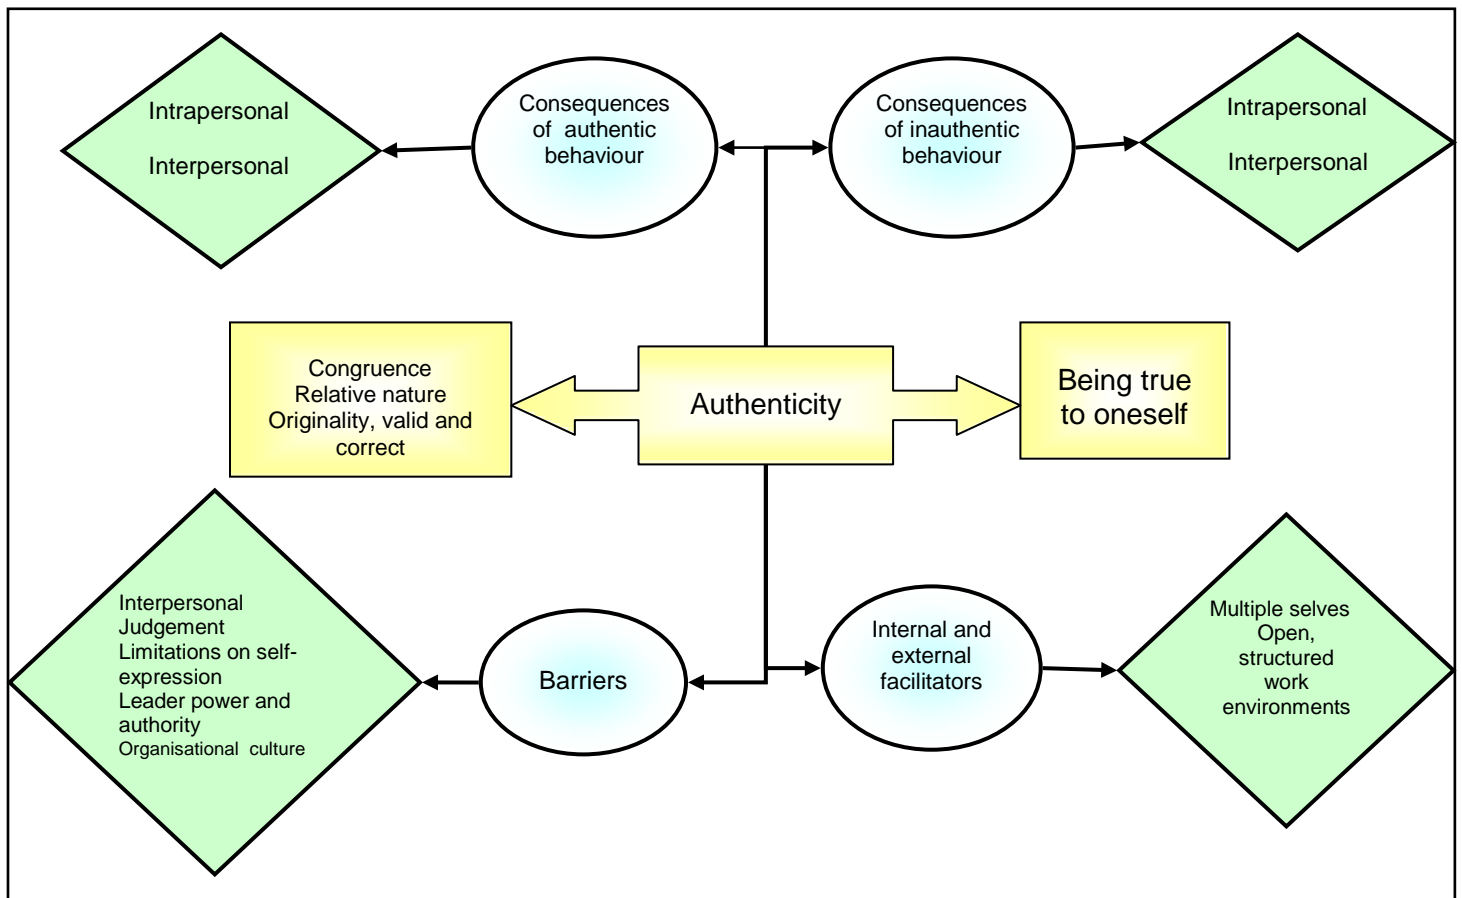 Intrapersonal
Interpersonal
Consequences
of authentic
behaviour
Consequences
of inauthentic
behaviour
Intrapersonal
Interpersonal
Congruence
Relative nature
Originality, valid and
correct
Authenticity
Being true
to oneself
Interpersonal
Judgement
Limitations on self-
expression
Leader power and
authority
Organisational culture
Barriers
Internal and
external
facilitators
Multiple selves
Open,
structured
work
environments